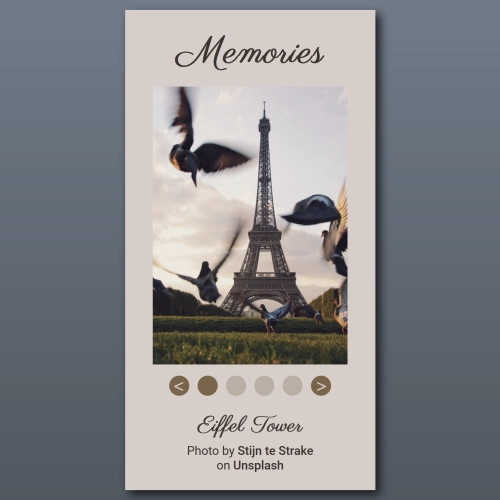 Memories
< >
Eiffel Tower
Photo by Stijn te Strake
on Unsplash